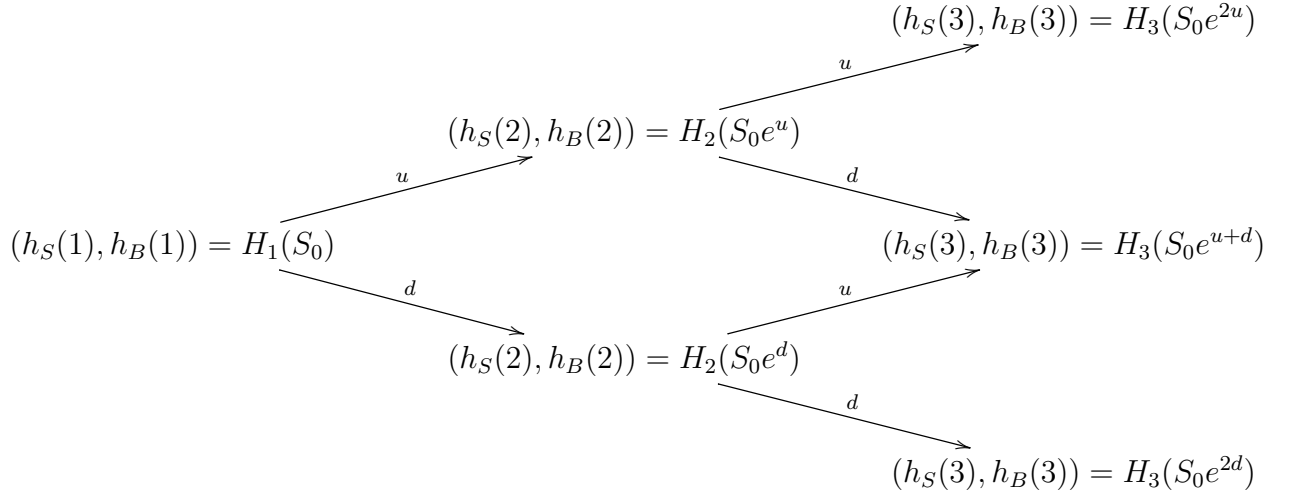 (h_S(3), h_B(3)) = H_3(S_0e^{2u})
u
(h_S(2), h_B(2)) = H_2(S_0e^u)
u
d
(h_S(1), h_B(1)) = H_1(S_0)
(h_S(3), h_B(3)) = H_3(S_0e^{u+d})
d
u
(h_S(2), h_B(2)) = H_2(S_0e^d)
d
(h_S(3), h_B(3)) = H_3(S_0e^{2d})